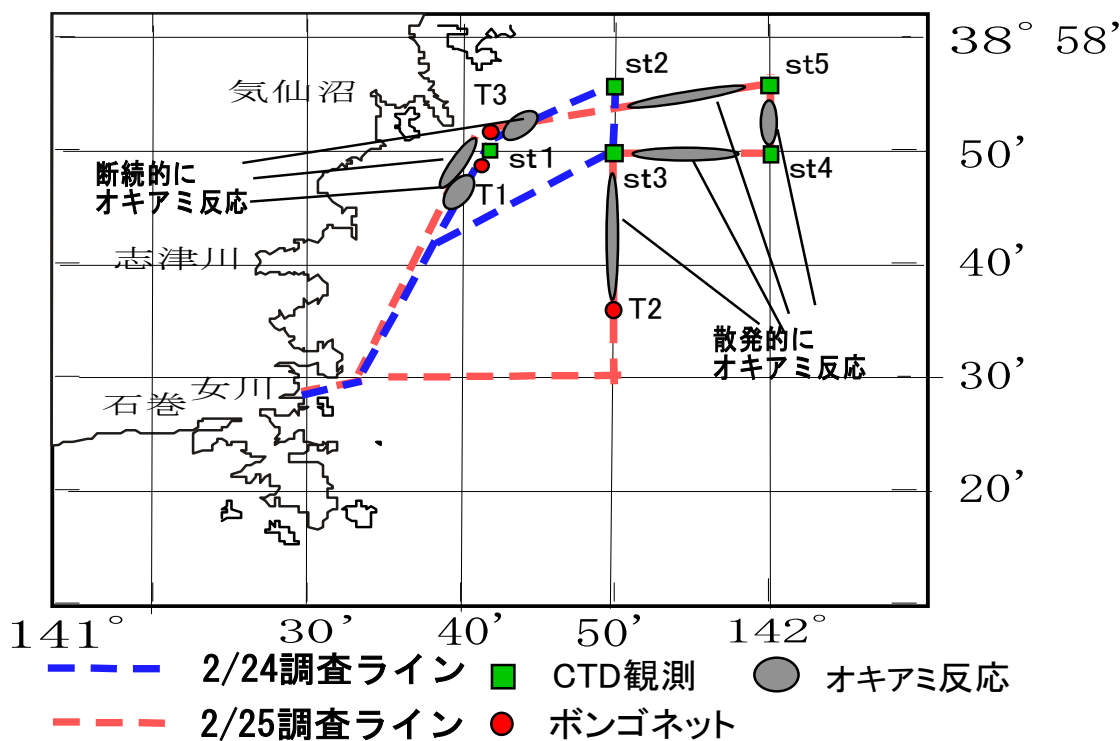 38° 58'
st2
st5
気仙沼
T3
断続的に
オキアミ反応
st1
T1
st3
st4
50'
志津川
40'
T2
散発的に
オキアミ反応
女川
30'
石巻
20'
141°
30'
40'
50'
142°
2/24調査ライン
CTD観測
オキアミ反応
2/25調査ライン
ボンゴネット